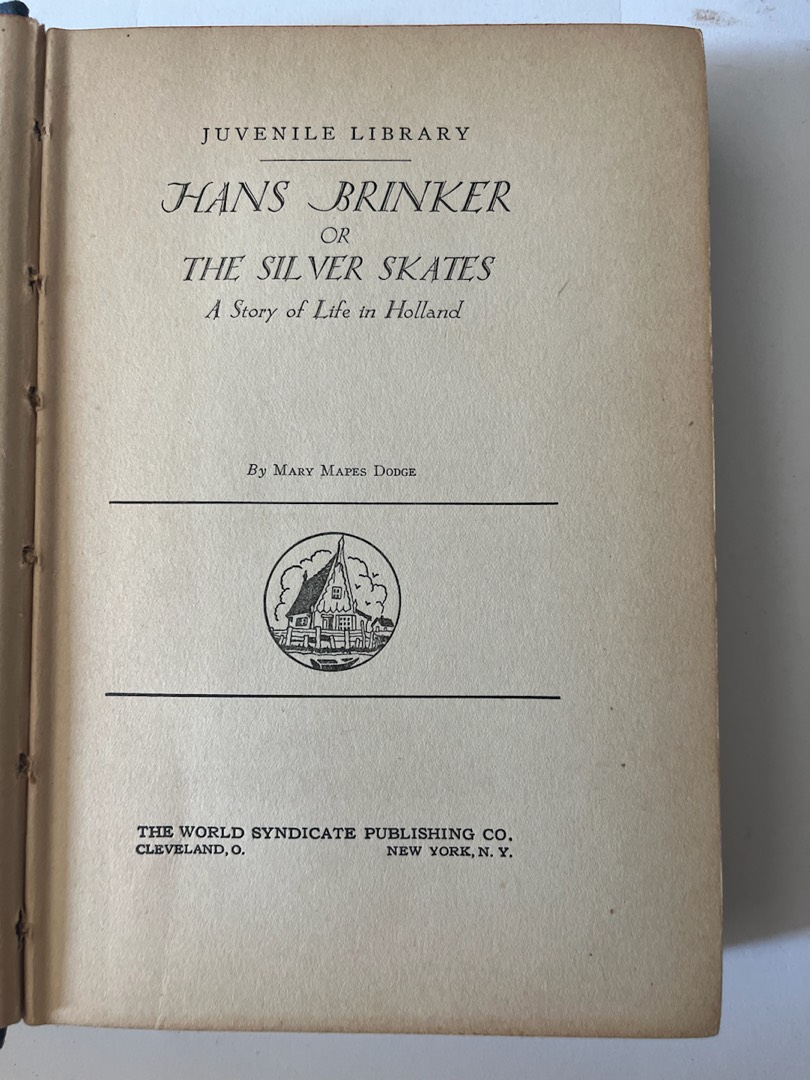 JUVENILE LIBRARY
HANS BRINKER
OR
THE SILVER SKATES
A Story of Life in Holland
By MARY MAPES DODGE
THE WORLD SYNDICATE PUBLISHING CO.
CLEVELAND, O. NEW YORK, N. Y.